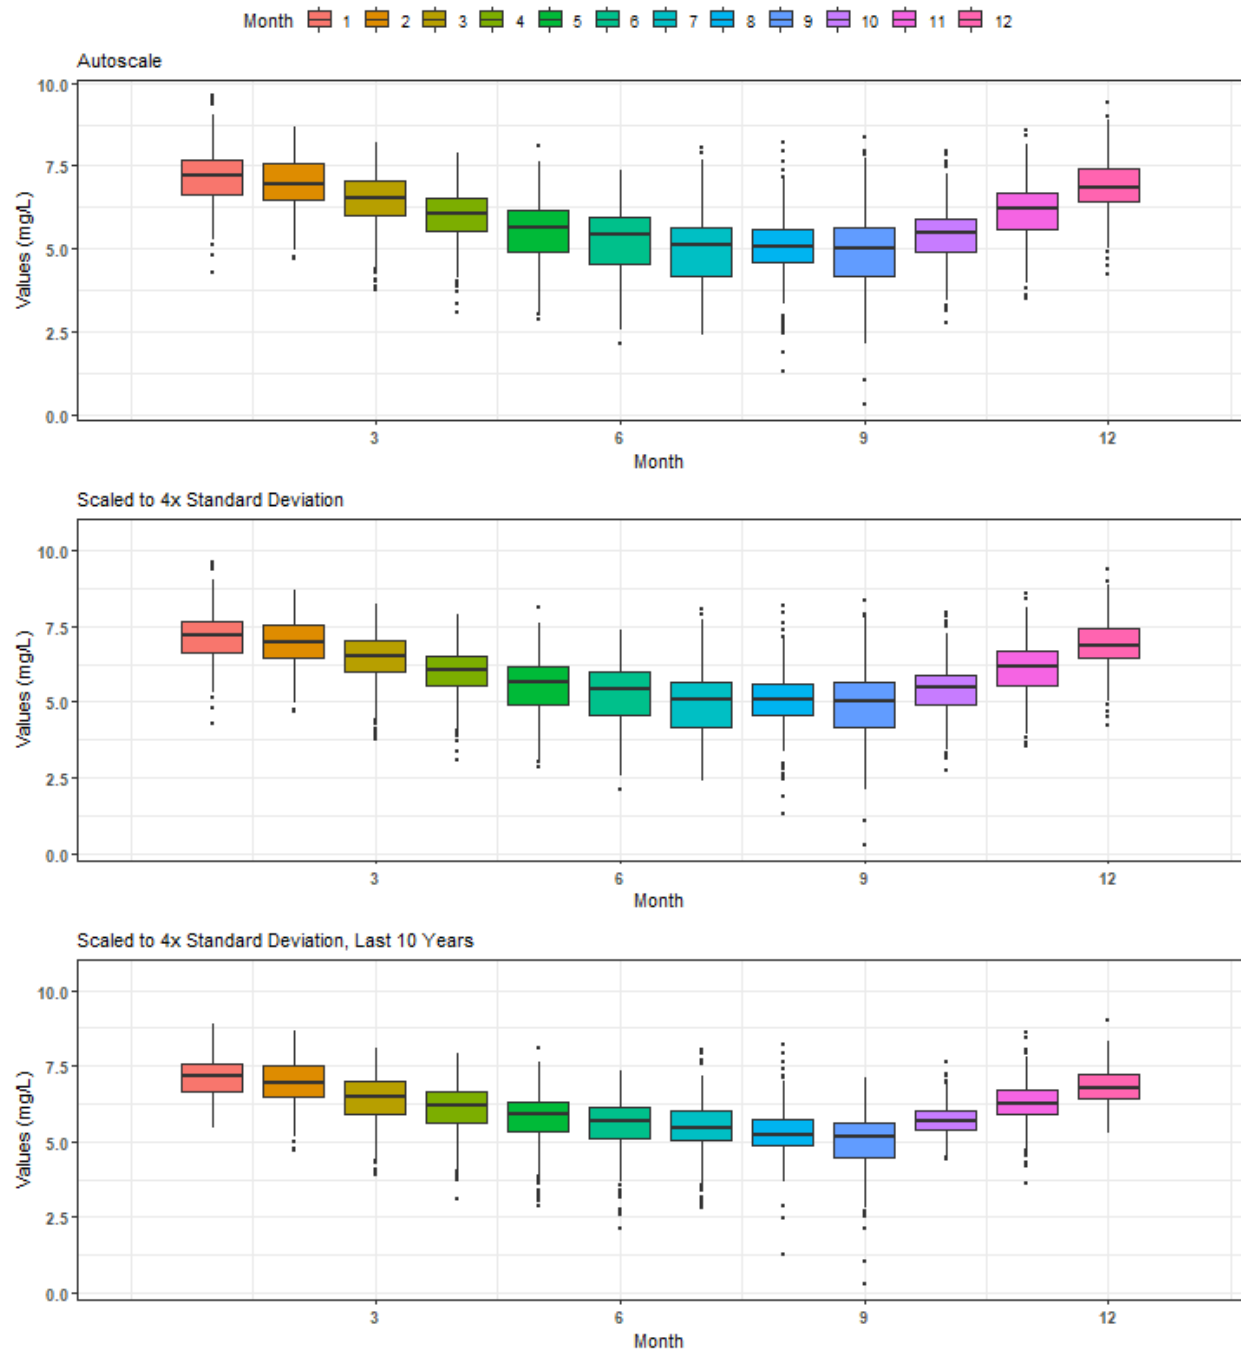 Month 1 2 3 4 5 6 7 8 9 10 11 12
Autoscale
Values (mg/L)
10.0
7.5
5.0
2.5
0.0
3 6 9 12
Month
Scaled to 4x Standard Deviation
Values (mg/L)
10.0
7.5
5.0
2.5
0.0
3 6 9 12
Month
Scaled to 4x Standard Deviation, Last 10 Years
Values (mg/L)
10.0
7.5
5.0
2.5
0.0
3 6 9 12
Month